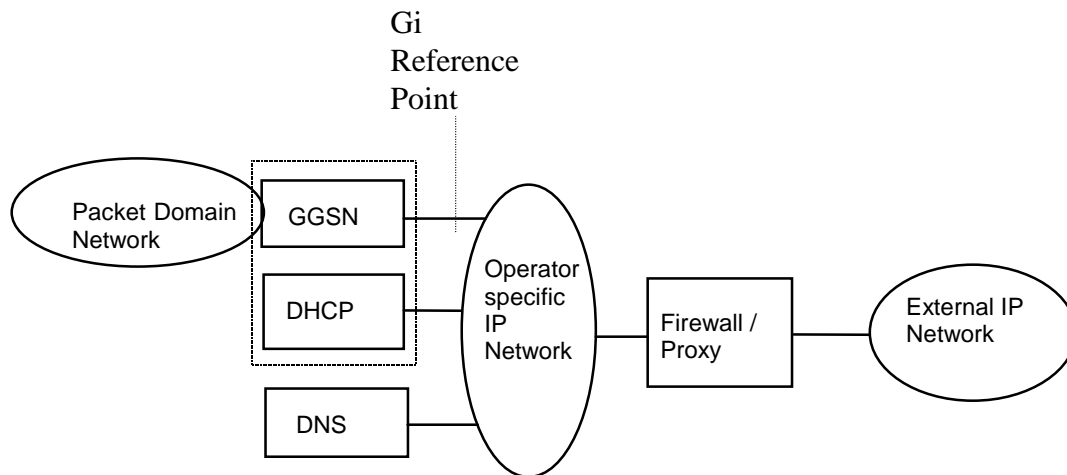 Gi
Reference
Point
Packet Domain
Network
GGSN
DHCP
DNS
Operator
specific
IP
Network
Firewall /
Proxy
External IP
Network